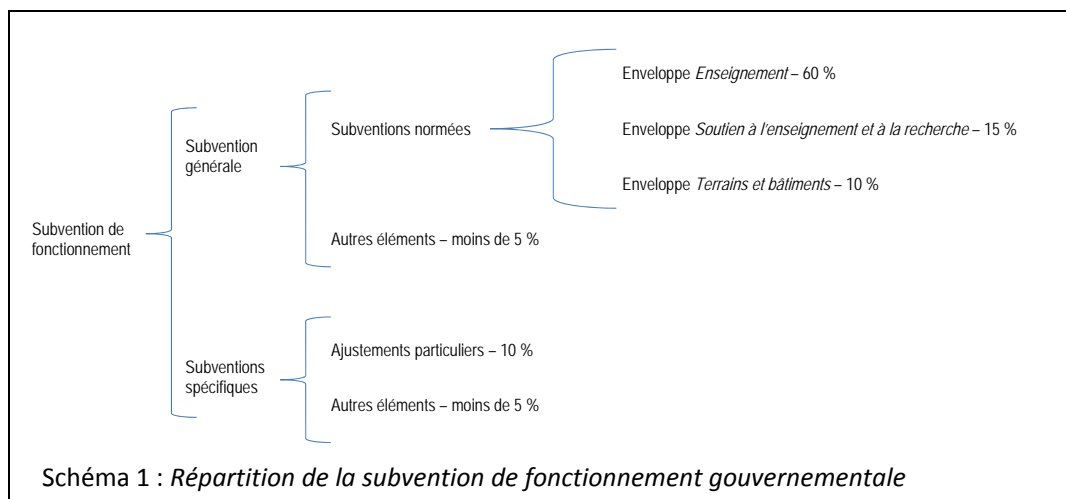 Enveloppe Enseignement – 60 %
Subventions normées
Enveloppe Soutien à l'enseignement et à la recherche – 15 %
Subvention
générale
Enveloppe Terrains et bâtiments – 10 %
Subvention de
fonctionnement
Autres éléments – moins de 5 %
Ajustements particuliers – 10 %
Subventions
spécifiques
Autres éléments – moins de 5 %
Schéma 1 : Répartition de la subvention de fonctionnement gouvernementale